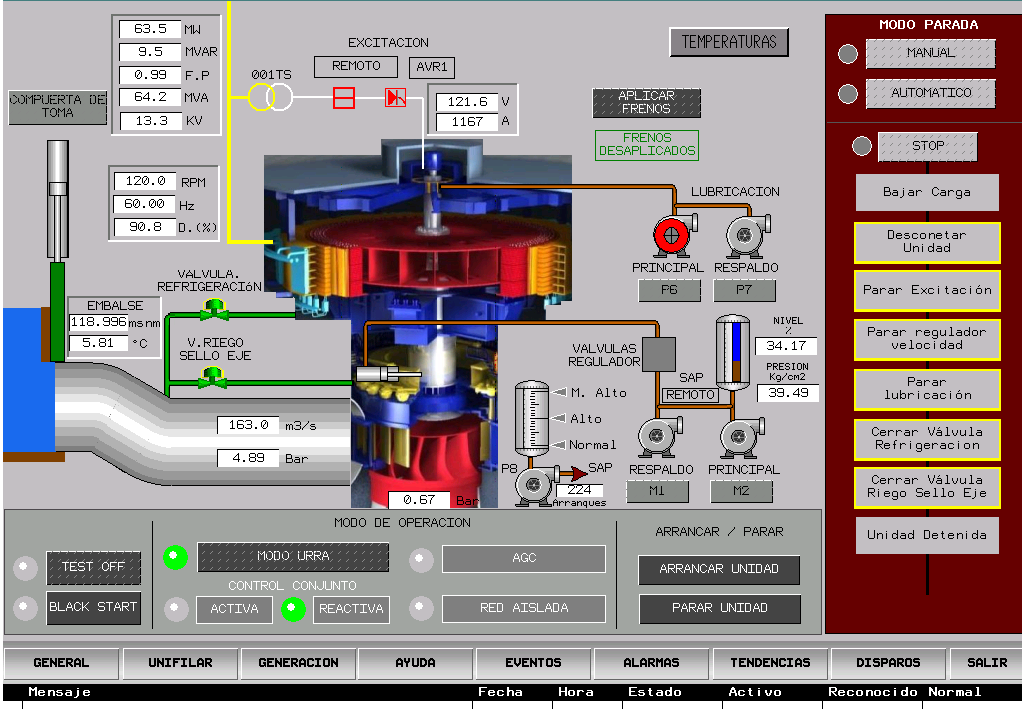 63.5 MW
9.5 MVAR
0.99 F.P
64.2 MVA
13.3 KV
COMPUERTA DE
TOMA
120.0 RPM
60.00 Hz
90.8 D.(%)
EXCITACION
REMOTO
AVR1
001TS
121.6 V
1167 A
TEMPERATURAS
APLICAR
FRENOS
FRENOS
DESAPLICADOS
LUBRICACION
PRINCIPAL
RESPALDO
P6
P7
VALVULA.
REFRIGERACIóN
EMBALSE
118.996 msnm
5.81 °C
V.RIEGO
SELLO EJE
VALVULAS
REGULADOR
NIVEL
%
34.17
PRESION
Kg/cm2
39.49
SAP
REMOTO
M. Alto
Alto
Normal
P8
SAP
224
Arranques
RESPALDO
PRINCIPAL
M1
M2
163.0 m3/s
4.89 Bar
0.67 Bar
MODO PARADA
MANUAL
AUTOMATICO
STOP
Bajar Carga
Desconetar
Unidad
Parar Excitación
Parar regulador
velocidad
Parar
lubricación
Cerrar Válvula
Refrigeracion
Cerrar Válvula
Riego Sello Eje
Unidad Detenida
MODO DE OPERACION
TEST OFF
BLACK START
MODO URRA
CONTROL CONJUNTO
ACTIVA
REACTIVA
AGC
RED AISLADA
ARRANCAR / PARAR
ARRANCAR UNIDAD
PARAR UNIDAD
GENERAL
UNIFILAR
GENERACION
AYUDA
EVENTOS
ALARMAS
TENDENCIAS
DISPAROS
SALIR
Mensaje Fecha Hora Estado Activo Reconocido Normal